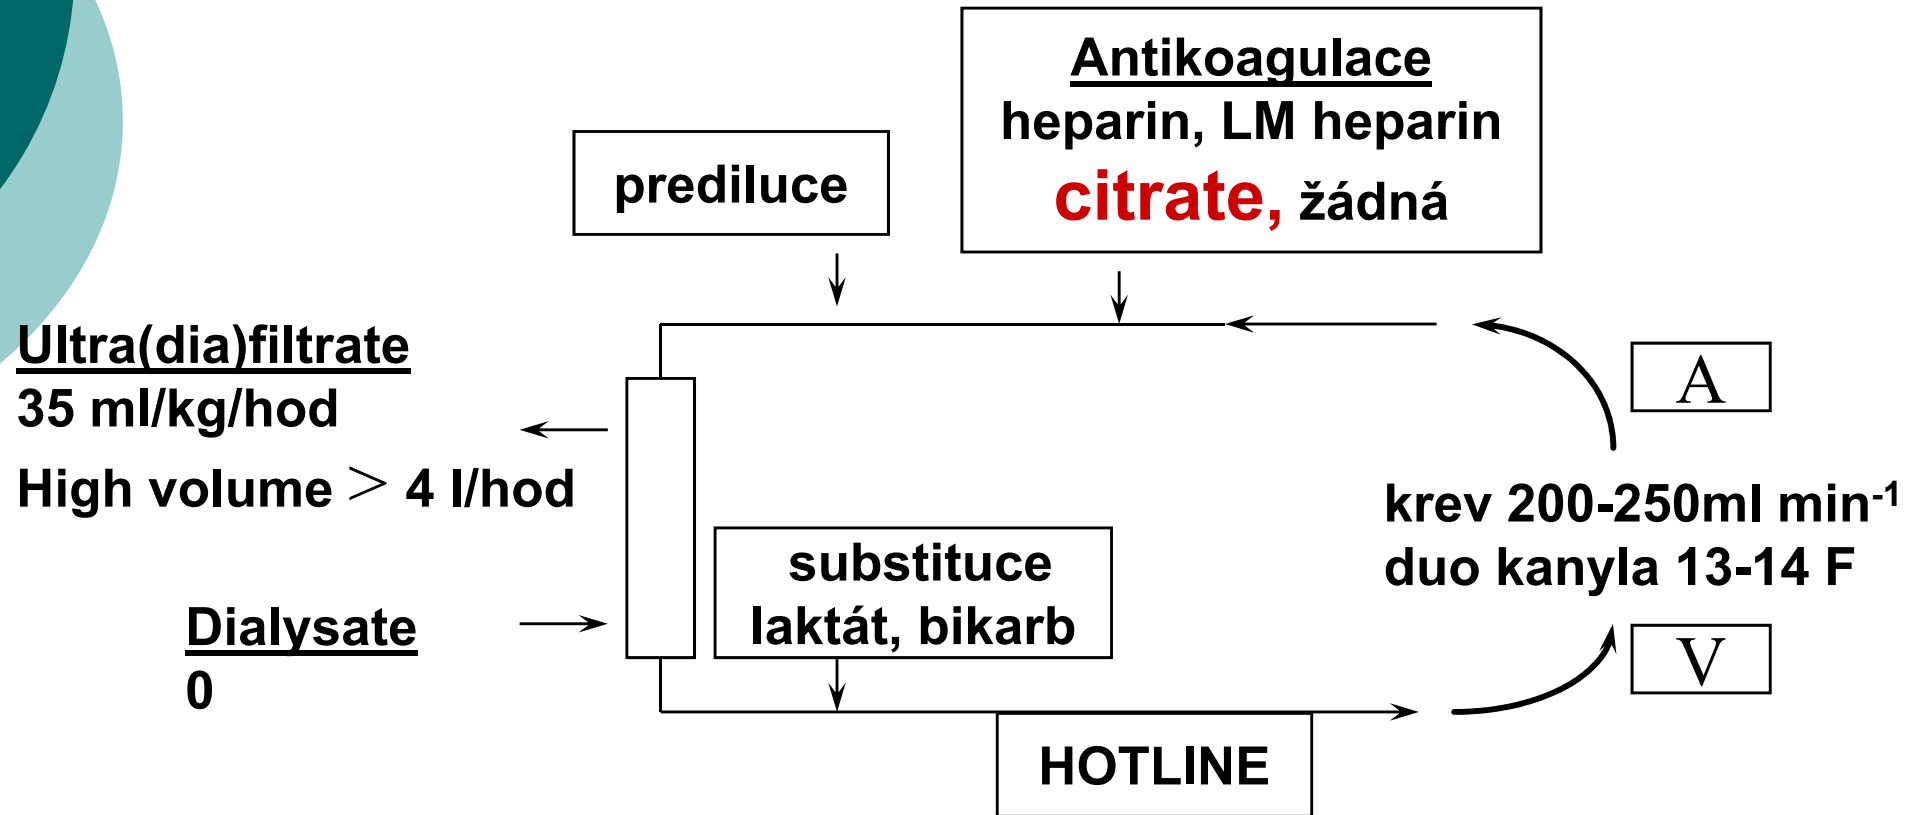 Antikoagulace
heparin, LM heparin
citrate, žádná
prediluce
Ultra(dia)filtrate
35 ml/kg/hod
High volume > 4 l/hod
Dialysate
0
substituce
laktát, bikarb
HOTLINE
A
krev 200-250ml min⁻¹
duo kanyla 13-14 F
V